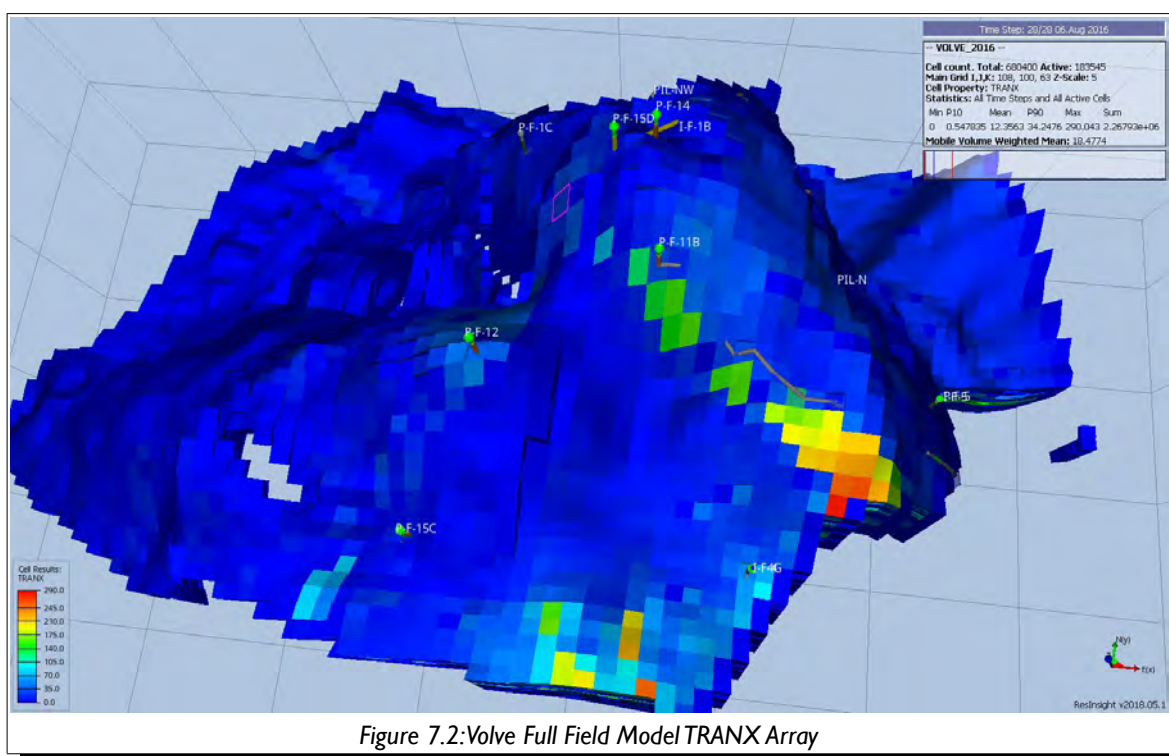 Time Step: 28/28 06.Aug 2016
-- VOLVE_2016 --
Cell count. Total: 680400 Active: 183545
Main Grid I,J,K: 108, 100, 63 Z-Scale: 5
Cell Property: TRANX
Statistics: All Time Steps and All Active Cells
Min P10 Mean P90 Max Sum
0 0.547835 12.3563 34.2476 290.043 2.26793e+06
Mobile Volume Weighted Mean: 18.4774
PIL-NW
P-F-14
P-F-15D
I-F-1B
P-F-1C
P-F-11B
PIL-N
P-F-12
P-F-15C
Cell Results:
TRANX
290.0
245.0
210.0
175.0
140.0
105.0
70.0
35.0
0.0
N(y)
E(x)
ResInsight v2018.05.1
Figure 7.2:Volve Full Field Model TRANX Array